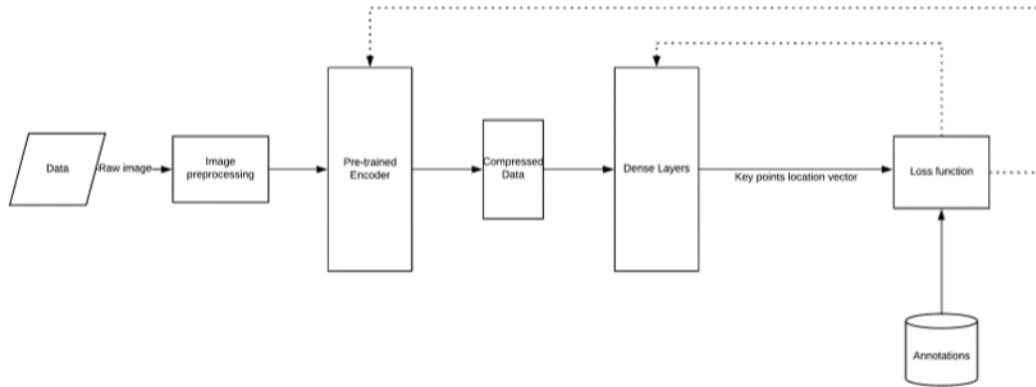 Data
Raw image
Image
preprocessing
Pre-trained
Encoder
Compressed
Data
Dense Layers
Key points location vector
Loss function
Annotations